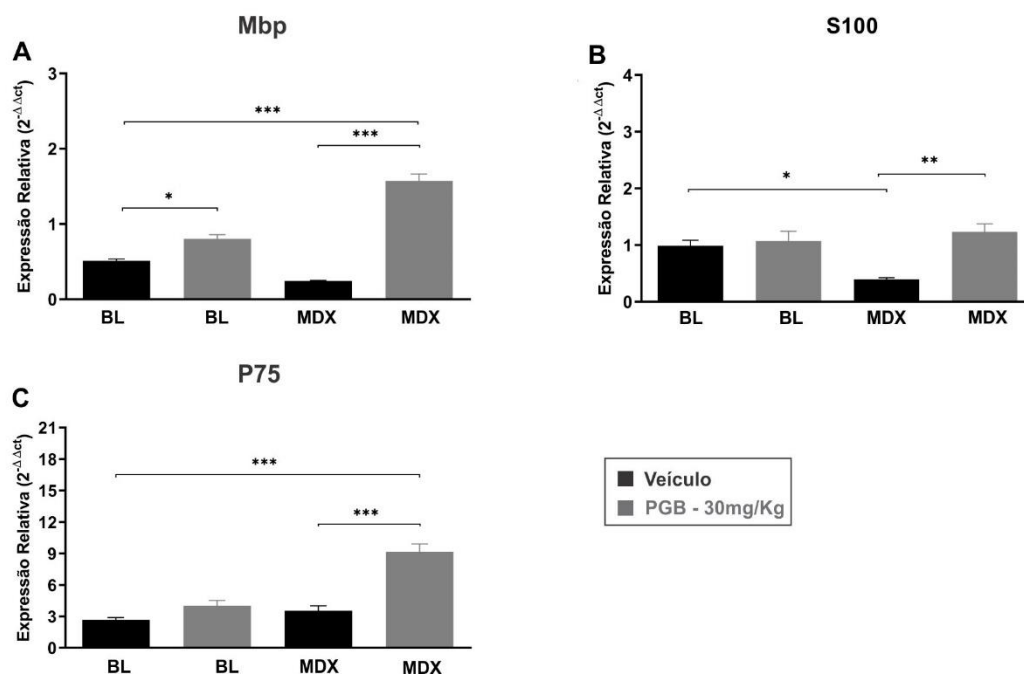 Mbp
A
Expressão Relativa (2^-ΔΔct)
3
2
1
0
***
***
*
BL BL MDX MDX
S100
B
Expressão Relativa (2^-ΔΔct)
4
3
2
1
0
*
**
BL BL MDX MDX
P75
C
Expressão Relativa (2^-ΔΔct)
21
18
15
12
9
6
3
0
***
***
BL BL MDX MDX
Veículo
PGB - 30mg/Kg